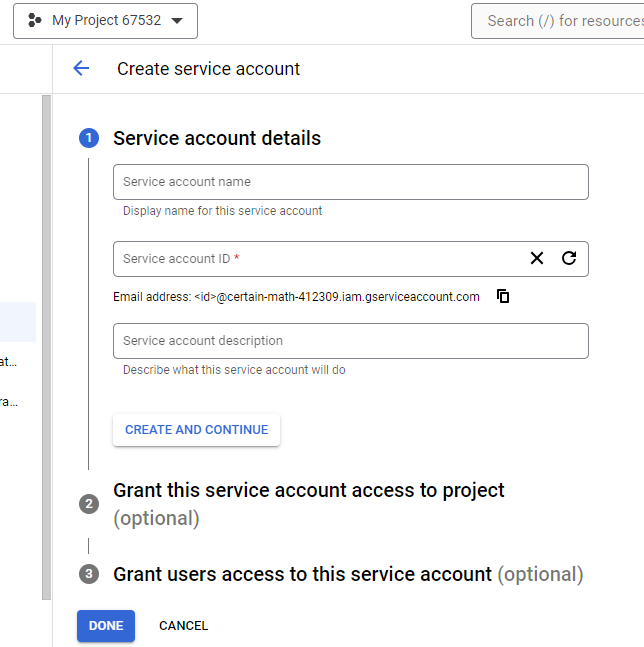 My Project 67532
Search (/) for resources
Create service account
1
Service account details
Service account name
Display name for this service account
Service account ID *
Email address: <id>@certain-math-412309.iam.gserviceaccount.com
Service account description
at...
Describe what this service account will do
ra...
CREATE AND CONTINUE
2
Grant this service account access to project
(optional)
3
Grant users access to this service account (optional)
DONE
CANCEL